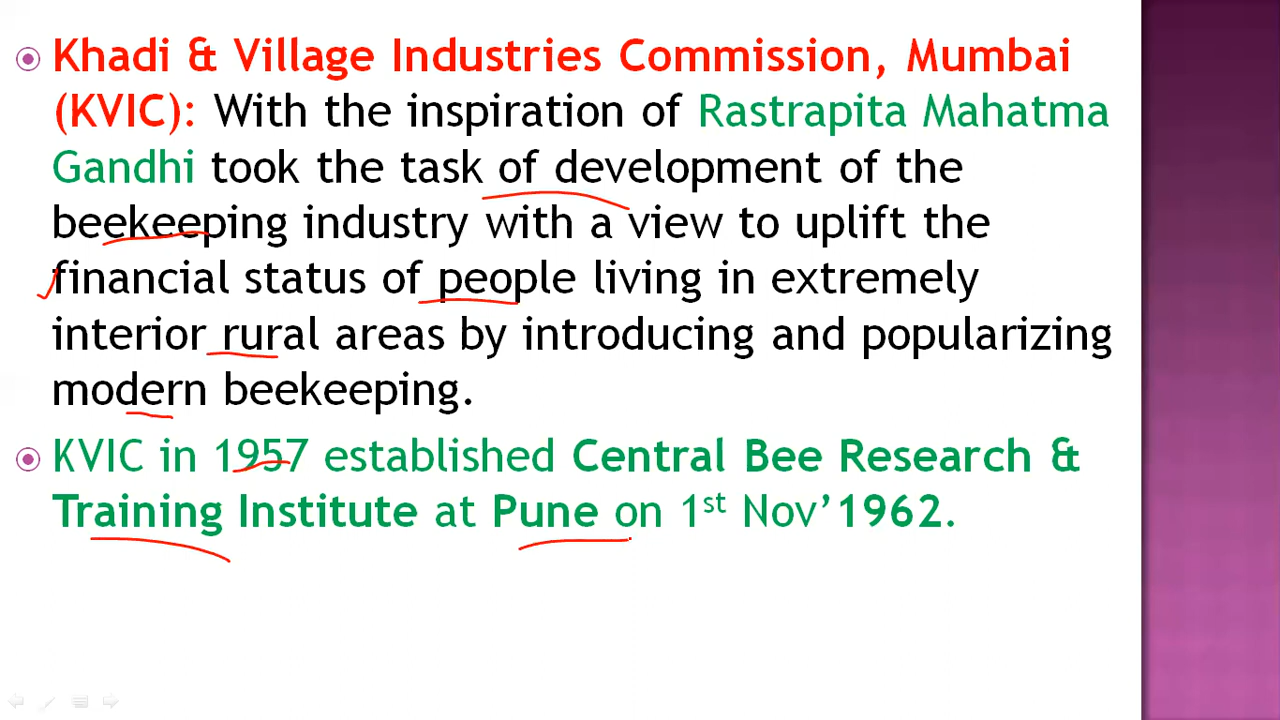 Khadi & Village Industries Commission, Mumbai
(KVIC): With the inspiration of Rastrapita Mahatma
Gandhi took the task of development of the
beekeeping industry with a view to uplift the
financial status of people living in extremely
interior rural areas by introducing and popularizing
modern beekeeping.
KVIC in 1957 established Central Bee Research &
Training Institute at Pune on 1st Nov’1962.